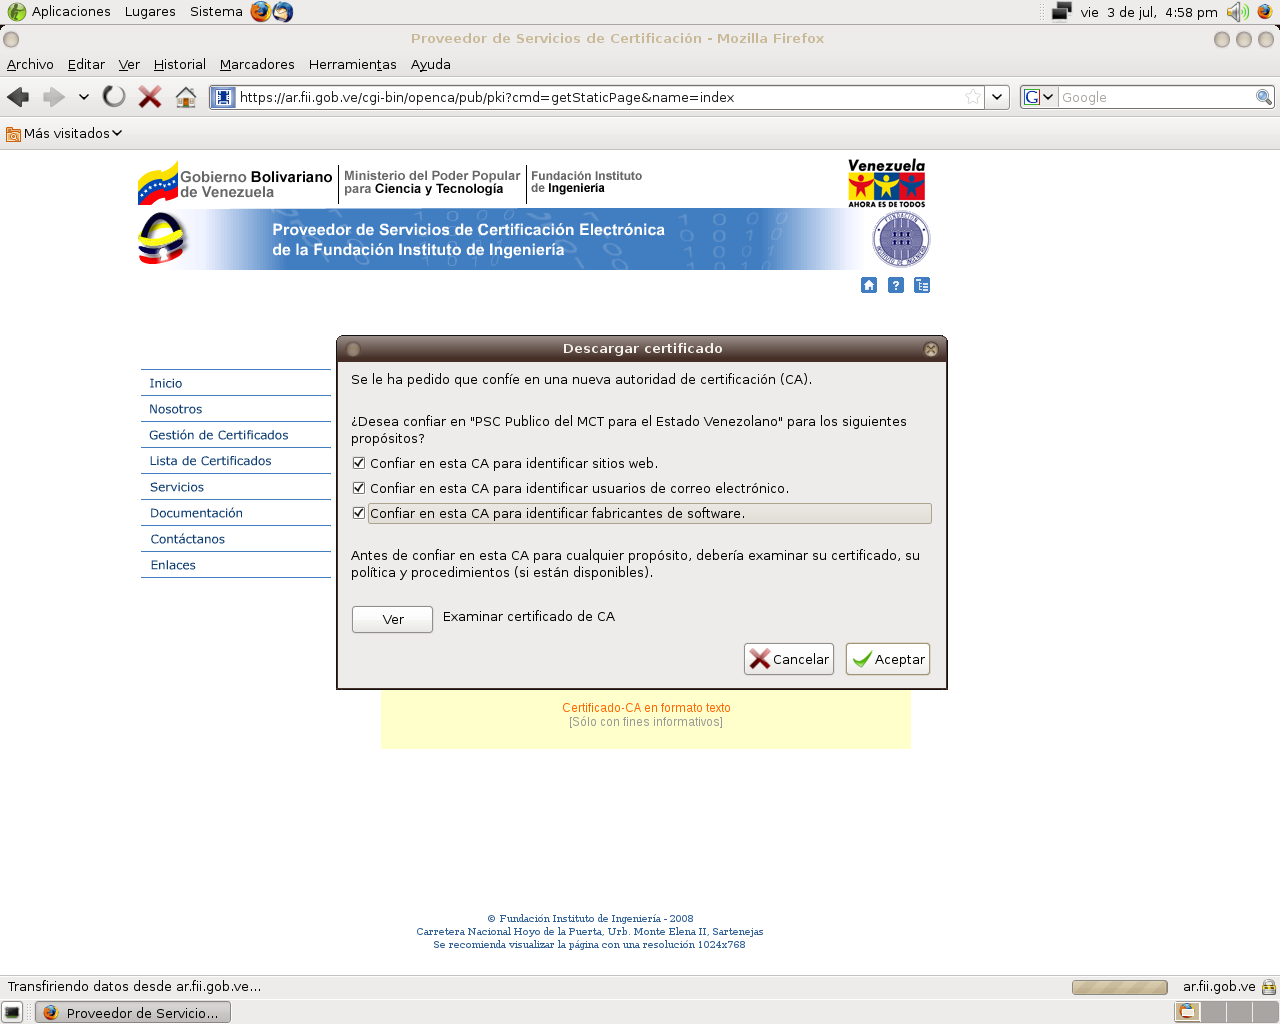 Aplicaciones Lugares Sistema vie 3 de jul, 4:58 pm
Proveedor de Servicios de Certificación - Mozilla Firefox
Archivo Editar Ver Historial Marcadores Herramientas Ayuda
https://ar.fii.gob.ve/cgi-bin/openca/pub/pki?cmd=getStaticPage&name=index G Google
Más visitados
Gobierno Bolivariano
de Venezuela
Ministerio del Poder Popular
para Ciencia y Tecnología
Fundación Instituto
de Ingeniería
Venezuela
AHORA ES DE TODOS
Proveedor de Servicios de Certificación Electrónica
de la Fundación Instituto de Ingeniería
FUNDACIÓN
INSTITUTO DE INGENIERÍA
?
Descargar certificado
Se le ha pedido que confíe en una nueva autoridad de certificación (CA).
¿Desea confiar en "PSC Publico del MCT para el Estado Venezolano" para los siguientes
propósitos?
Confiar en esta CA para identificar sitios web.
Confiar en esta CA para identificar usuarios de correo electrónico.
Confiar en esta CA para identificar fabricantes de software.
Antes de confiar en esta CA para cualquier propósito, debería examinar su certificado, su
política y procedimientos (si están disponibles).
Ver Examinar certificado de CA
Cancelar Aceptar
Inicio
Nosotros
Gestión de Certificados
Lista de Certificados
Servicios
Documentación
Contáctanos
Enlaces
Certificado-CA en formato texto
[Sólo con fines informativos]
© Fundación Instituto de Ingeniería - 2008
Carretera Nacional Hoyo de la Puerta, Urb. Monte Elena II, Sartenejas
Se recomienda visualizar la página con una resolución 1024x768
Transfiriendo datos desde ar.fii.gob.ve... ar.fii.gob.ve
Proveedor de Servicio...